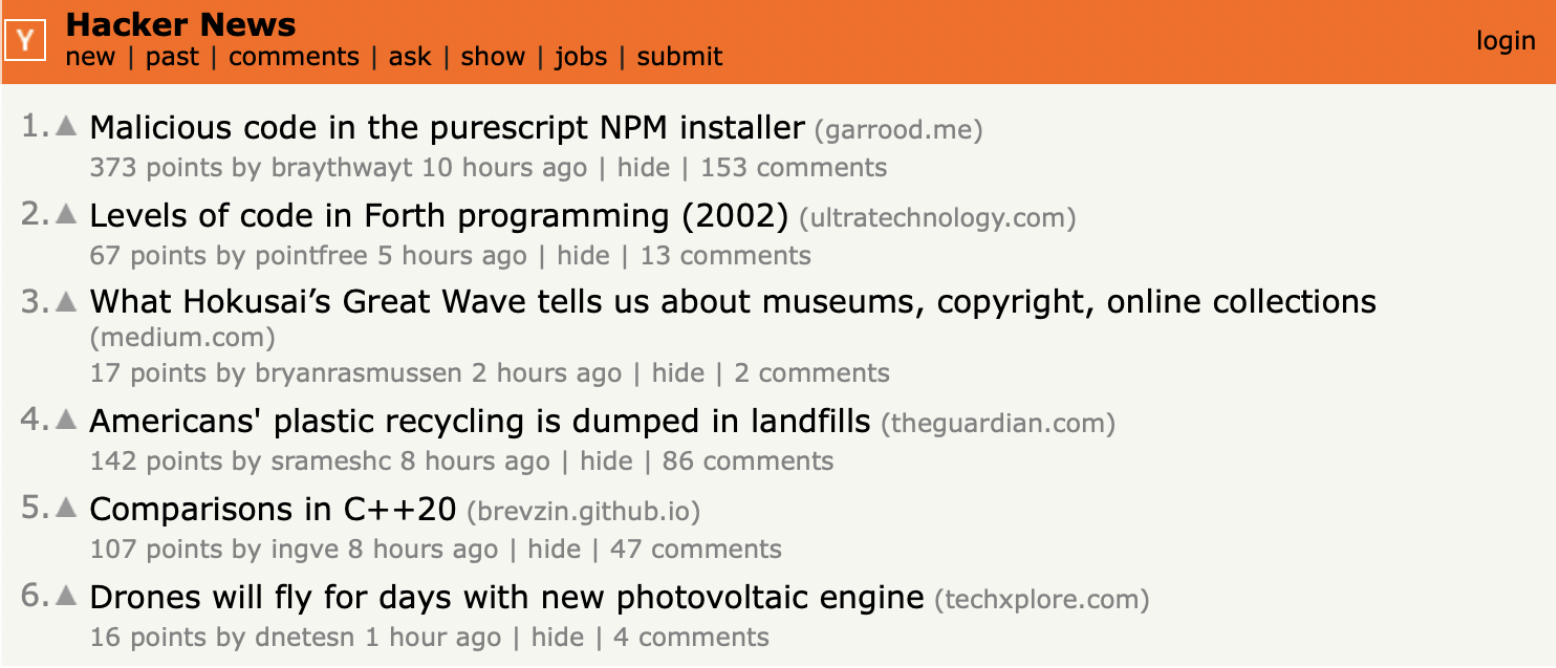 Y
Hacker News
new | past | comments | ask | show | jobs | submit
login
1. Malicious code in the purescript NPM installer (garrood.me)
373 points by braythwayt 10 hours ago | hide | 153 comments
2. Levels of code in Forth programming (2002) (ultratechnology.com)
67 points by pointfree 5 hours ago | hide | 13 comments
3. What Hokusai’s Great Wave tells us about museums, copyright, online collections
(medium.com)
17 points by bryanrasmussen 2 hours ago | hide | 2 comments
4. Americans' plastic recycling is dumped in landfills (theguardian.com)
142 points by srameshc 8 hours ago | hide | 86 comments
5. Comparisons in C++20 (brevzin.github.io)
107 points by ingve 8 hours ago | hide | 47 comments
6. Drones will fly for days with new photovoltaic engine (techxplore.com)
16 points by dnetesn 1 hour ago | hide | 4 comments